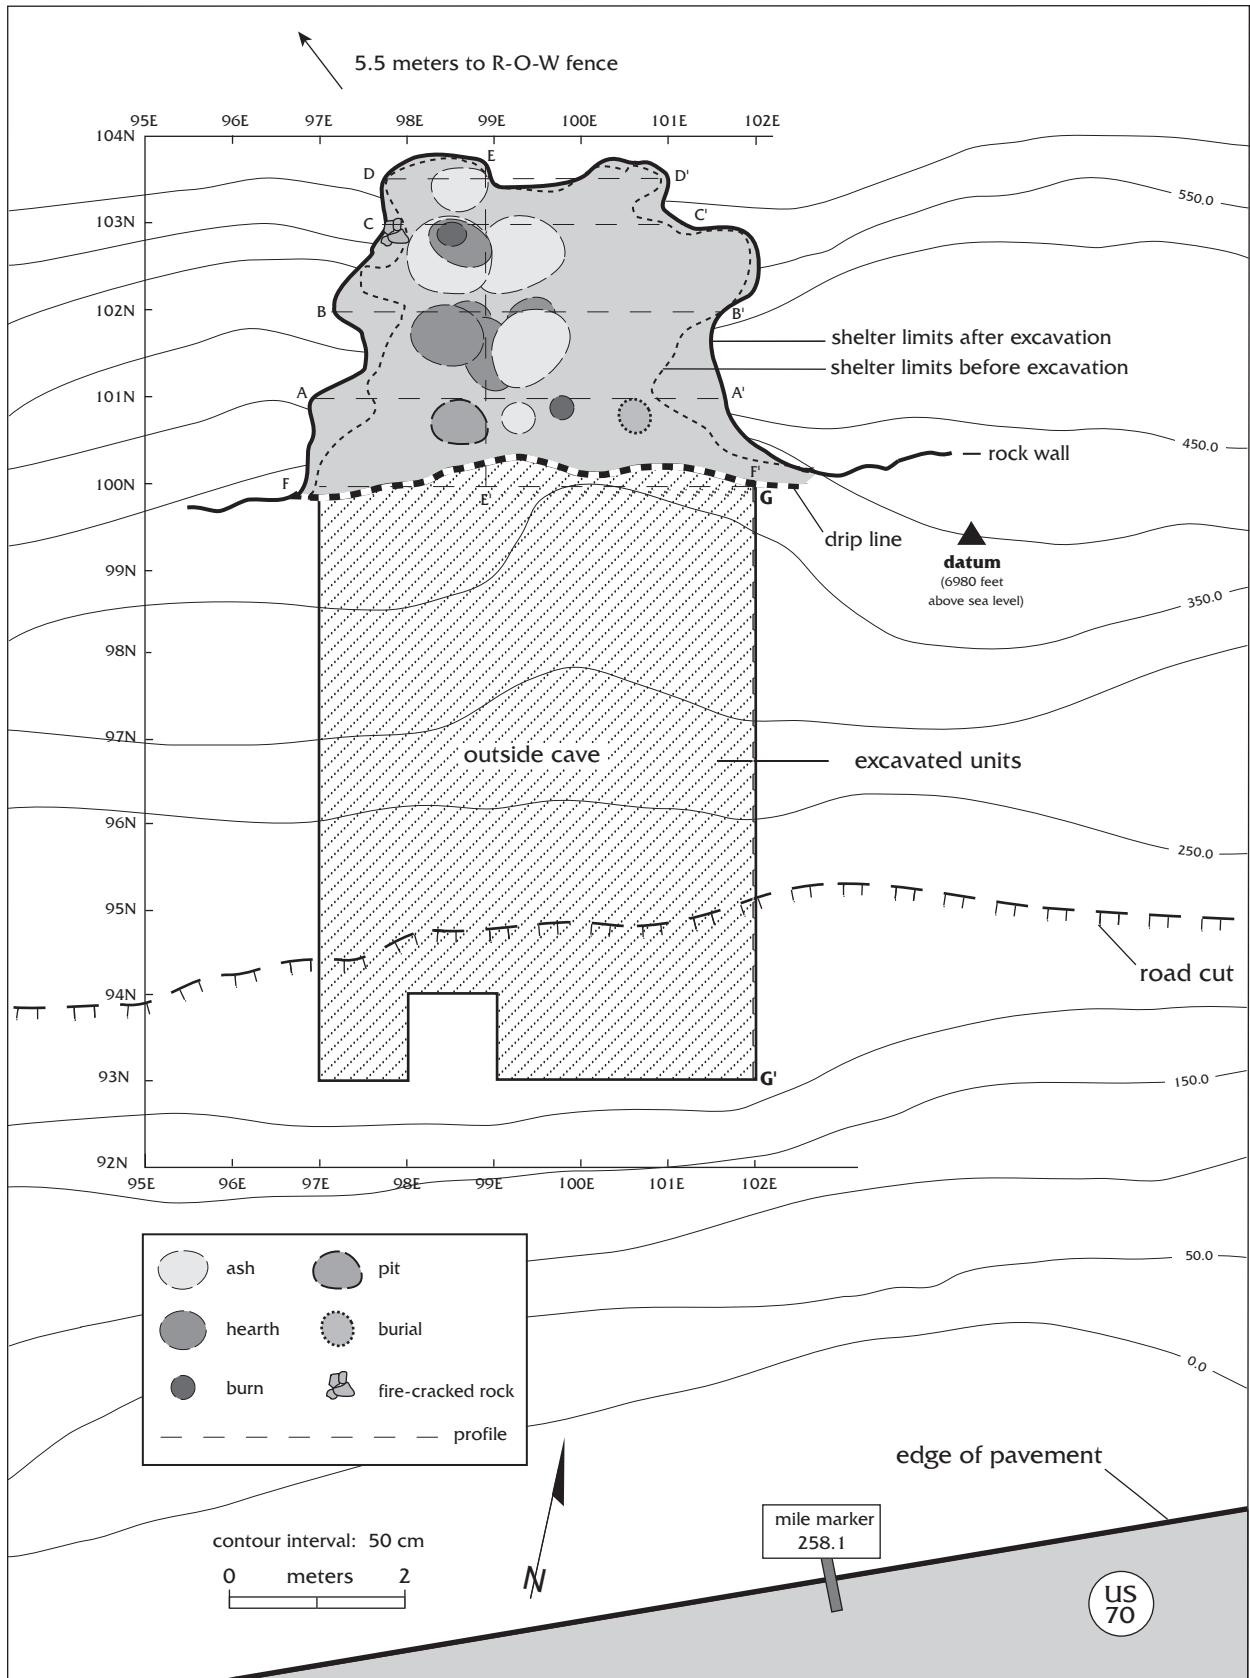 5.5 meters to R-O-W fence
95E 96E 97E 98E 99E 100E 101E 102E
104N
E
D D'
550.0
103N
C C'
102N
B B'
shelter limits after excavation
shelter limits before excavation
101N
A A'
450.0
rock wall
100N
F F'
E' G
drip line
datum
(6980 feet
above sea level)
99N
350.0
98N
97N
outside cave
excavated units
96N
250.0
95N
road cut
94N
93N
G'
150.0
92N
95E 96E 97E 98E 99E 100E 101E 102E
50.0
0.0
ash pit
hearth burial
burn fire-cracked rock
profile
edge of pavement
contour interval: 50 cm
0 meters 2
N
mile marker
258.1
US
70